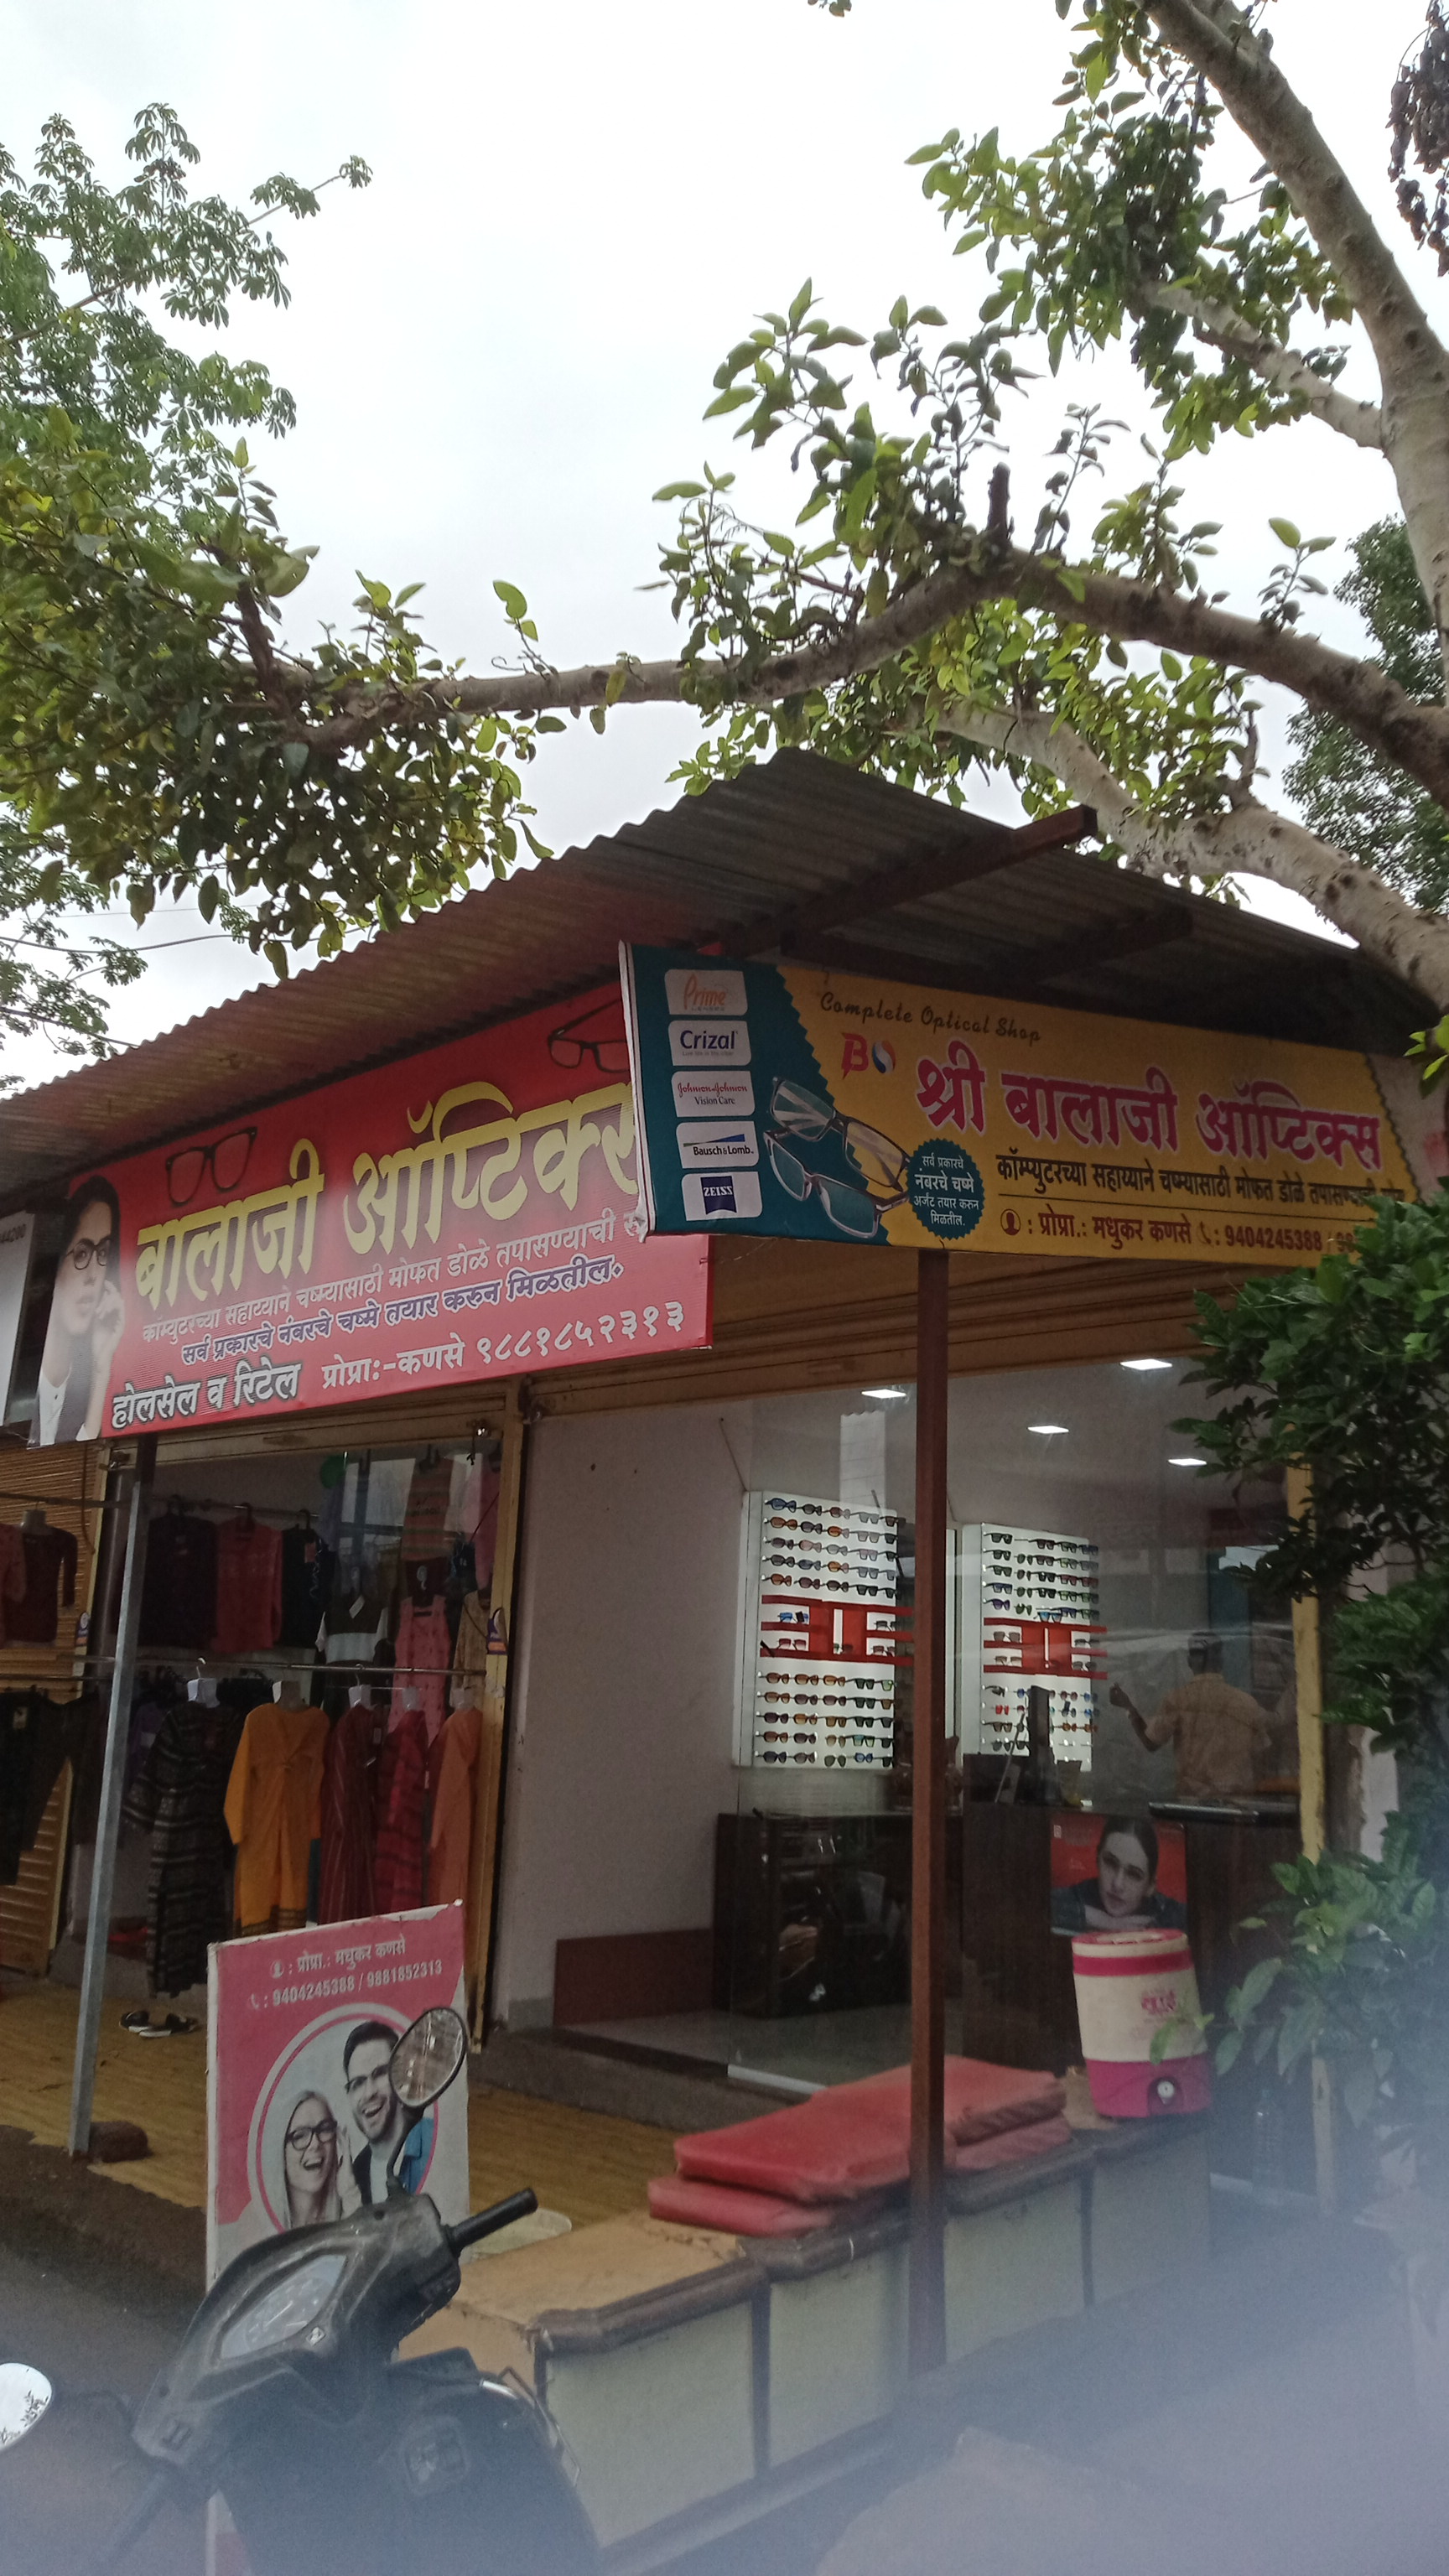 बालाजी ऑप्टिक्स
कॉम्युटरच्या सहाय्याने चष्म्यासाठी मोफत डोळे तपासण्याची
सर्व प्रकारचे नंबरचे चष्मे तयार करुन मिळतील.
होलसेल व रिटेल प्रोप्रा:-कणसे ९८८१८५२३१३
Prime
Crizal
Johnson & Johnson
Vision Care
Bausch & Lomb
ZEISS
Complete Optical Shop
BO श्री बालाजी ऑप्टिक्स
कॉम्प्युटरच्या सहाय्याने चष्म्यासाठी मोफत डोळे
सर्व प्रकारचे
नंबरचे चष्मे
अर्जंट तयार करुन
मिळतील.
: प्रोप्रा.: मधुकर कणसे : 9404245388 / 98
: प्रोप्रा.: मधुकर कणसे
: 9404245388 / 9881852313